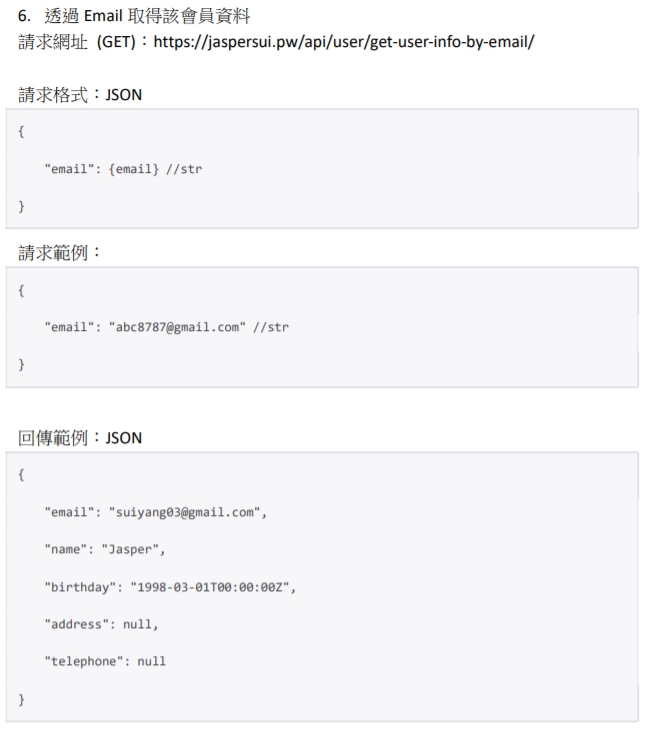 6. 透過 Email 取得該會員資料
請求網址 (GET)：https://jaspersui.pw/api/user/get-user-info-by-email/
請求格式：JSON
{
"email": {email} //str
}
請求範例：
{
"email": "abc8787@gmail.com" //str
}
回傳範例：JSON
{
"email": "suiyang03@gmail.com",
"name": "Jasper",
"birthday": "1998-03-01T00:00:00Z",
"address": null,
"telephone": null
}